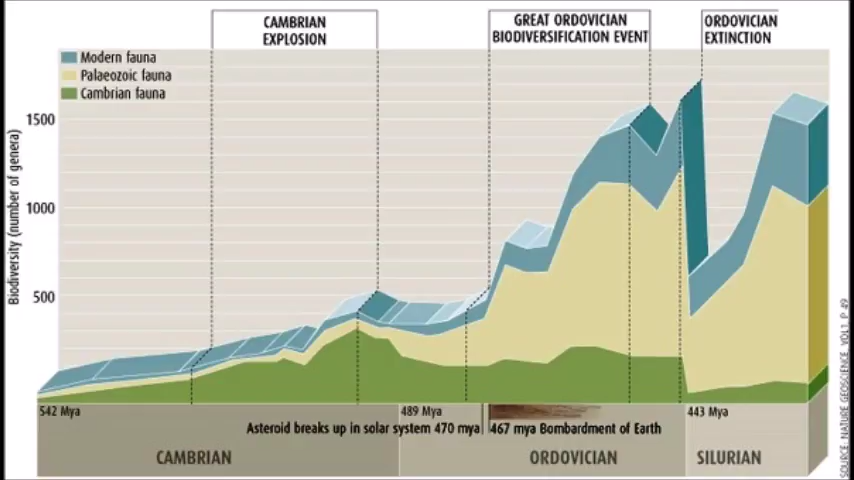 CAMBRIAN
EXPLOSION
GREAT ORDOVICIAN
BIODIVERSIFICATION EVENT
ORDOVICIAN
EXTINCTION
Modern fauna
Palaeozoic fauna
Cambrian fauna
Biodiversity (number of genera)
1500
1000
500
542 Mya
489 Mya
443 Mya
Asteroid breaks up in solar system 470 mya
467 mya Bombardment of Earth
CAMBRIAN
ORDOVICIAN
SILURIAN
SOURCE: NATURE GEOSCIENCE VOL1 P 49